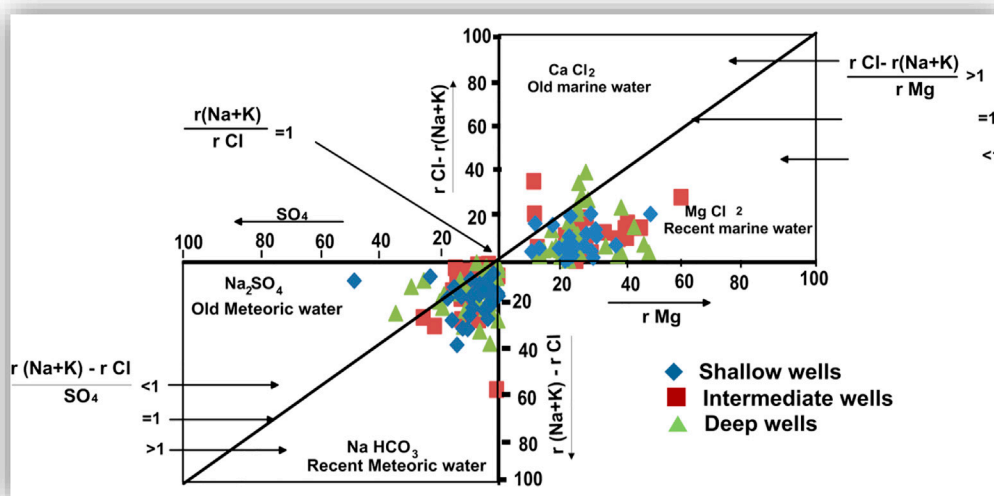 100
Ca Cl2
Old marine water
r Cl- r(Na+K)
r Mg
>1
=1
<1
80
60
40
20
r Cl- r(Na+K)
r(Na+K)
r Cl
=1
SO4
Mg Cl 2
Recent marine water
100
80
60
40
20
20
40
60
80
100
r Mg
Na2SO4
Old Meteoric water
20
40
60
80
100
r (Na+K) - r Cl
r (Na+K) - r Cl
SO4
<1
=1
>1
Na HCO3
Recent Meteoric water
Shallow wells
Intermediate wells
Deep wells